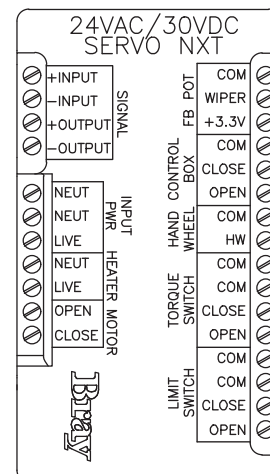 24VAC/30VDC
SERVO NXT
+INPUT
-INPUT
+OUTPUT
-OUTPUT
SIGNAL
NEUT
NEUT
LIVE
INPUT
PWR
NEUT
LIVE
HEATER
OPEN
CLOSE
MOTOR
Bray
COM
WIPER
+3.3V
FB POT
COM
CLOSE
OPEN
CONTROL
BOX
COM
HW
HAND
WHEEL
COM
COM
CLOSE
OPEN
TORQUE
SWITCH
COM
COM
CLOSE
OPEN
LIMIT
SWITCH